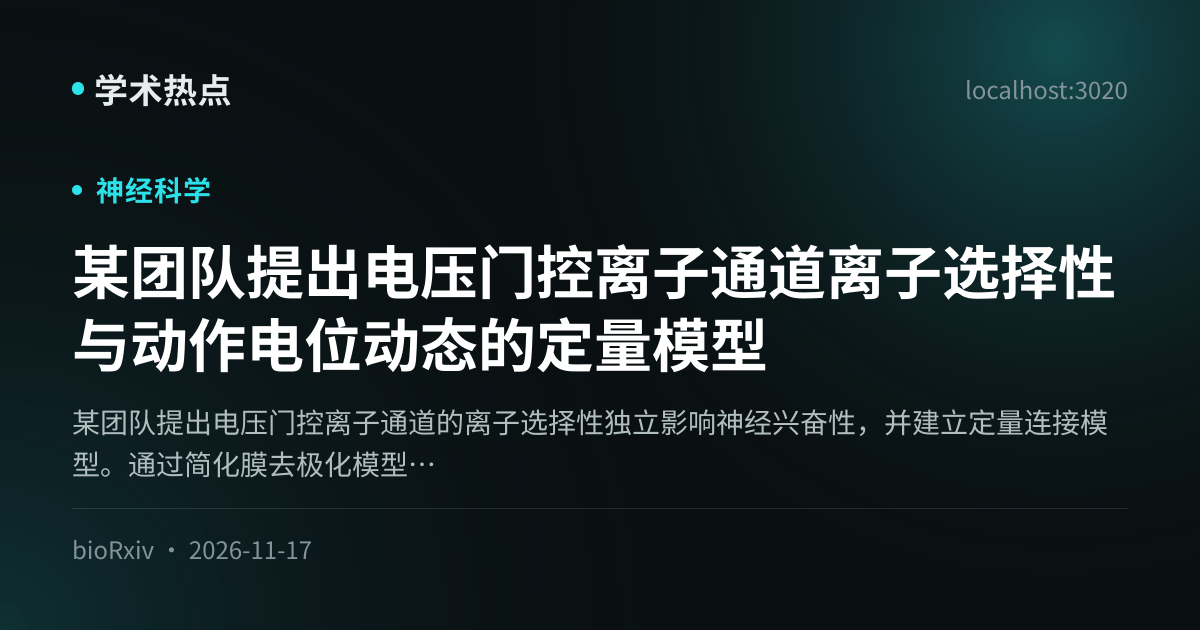 学术热点
localhost:3020
神经科学
某团队提出电压门控离子通道离子选择性
与动作电位动态的定量模型
某团队提出电压门控离子通道的离子选择性独立影响神经兴奋性，并建立定量连接模
型。通过简化膜去极化模型…
bioRxiv • 2026-11-17